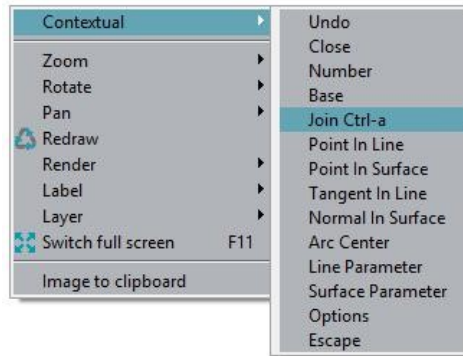 Contextual
Zoom
Rotate
Pan
Redraw
Render
Label
Layer
Switch full screen F11
Image to clipboard
Undo
Close
Number
Base
Join Ctrl-a
Point In Line
Point In Surface
Tangent In Line
Normal In Surface
Arc Center
Line Parameter
Surface Parameter
Options
Escape